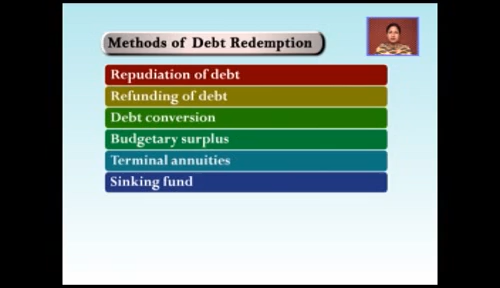 Methods of Debt Redemption
Repudiation of debt
Refunding of debt
Debt conversion
Budgetary surplus
Terminal annuities
Sinking fund